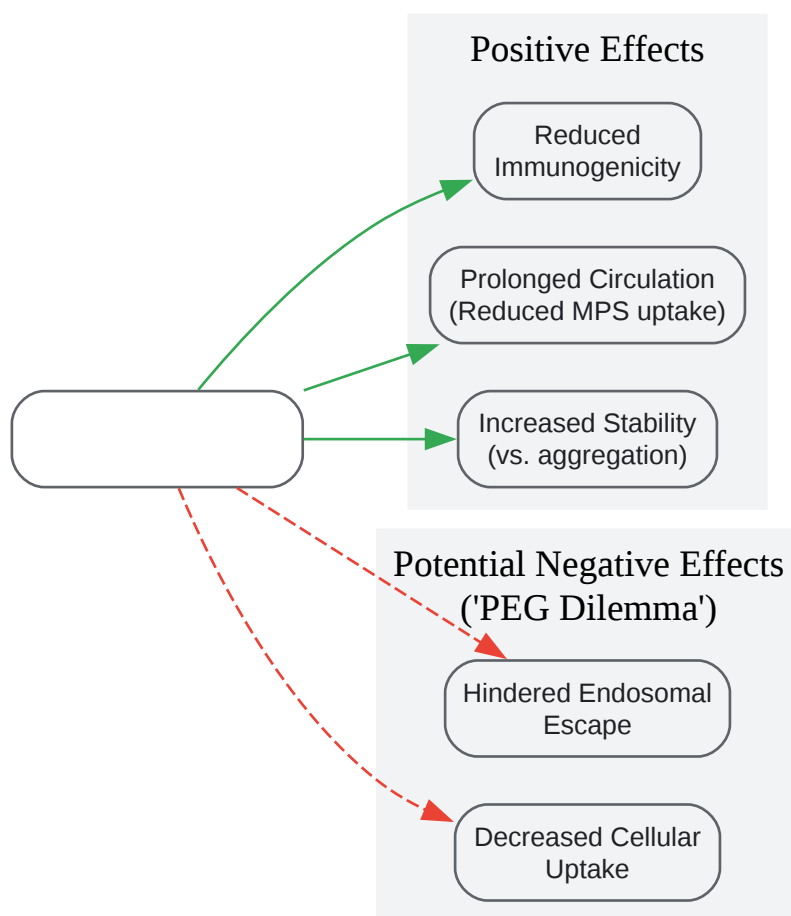 Positive Effects
Reduced
Immunogenicity
Prolonged Circulation
(Reduced MPS uptake)
Increased Stability
(vs. aggregation)
Potential Negative Effects
('PEG Dilemma')
Hindered Endosomal
Escape
Decreased Cellular
Uptake